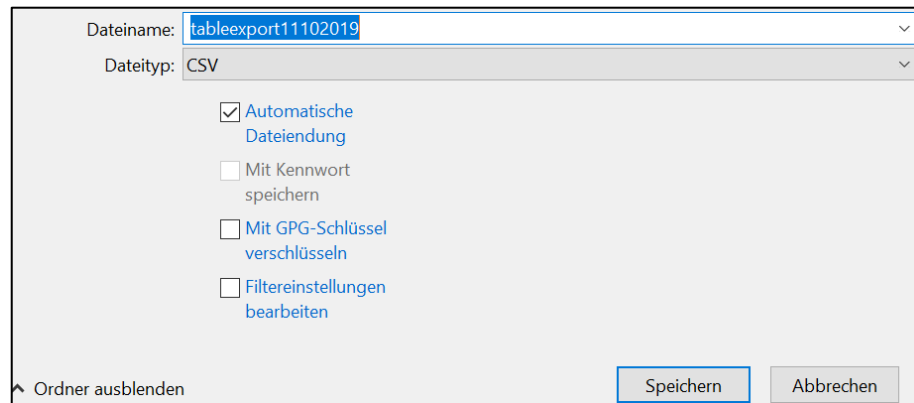 Dateiname: tableexport11102019
Dateityp: CSV
Automatische
Dateiendung
Mit Kennwort
speichern
Mit GPG-Schlüssel
verschlüsseln
Filtereinstellungen
bearbeiten
Ordner ausblenden
Speichern
Abbrechen